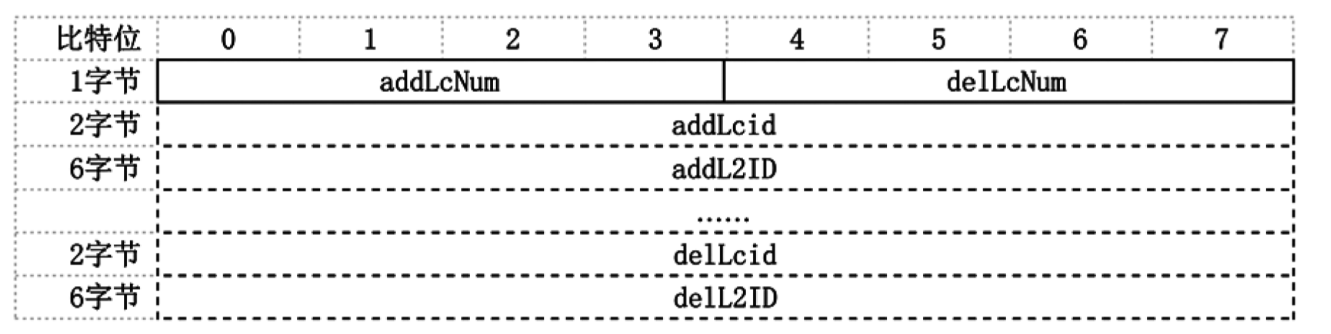 比特位 0 1 2 3 4 5 6 7
1字节 addLcNum delLcNum
2字节 addLcid
6字节 addL2ID
......
2字节 delLcid
6字节 delL2ID